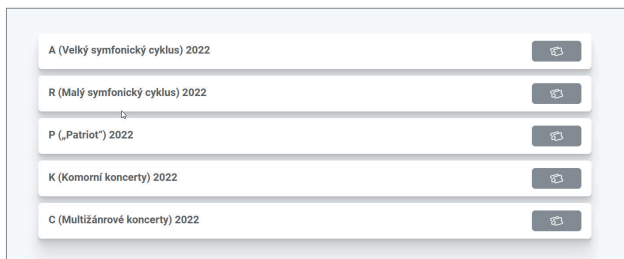 A (Velký symfonický cyklus) 2022
R (Malý symfonický cyklus) 2022
P („Patriot“) 2022
K (Komorní koncerty) 2022
C (Multižánrové koncerty) 2022